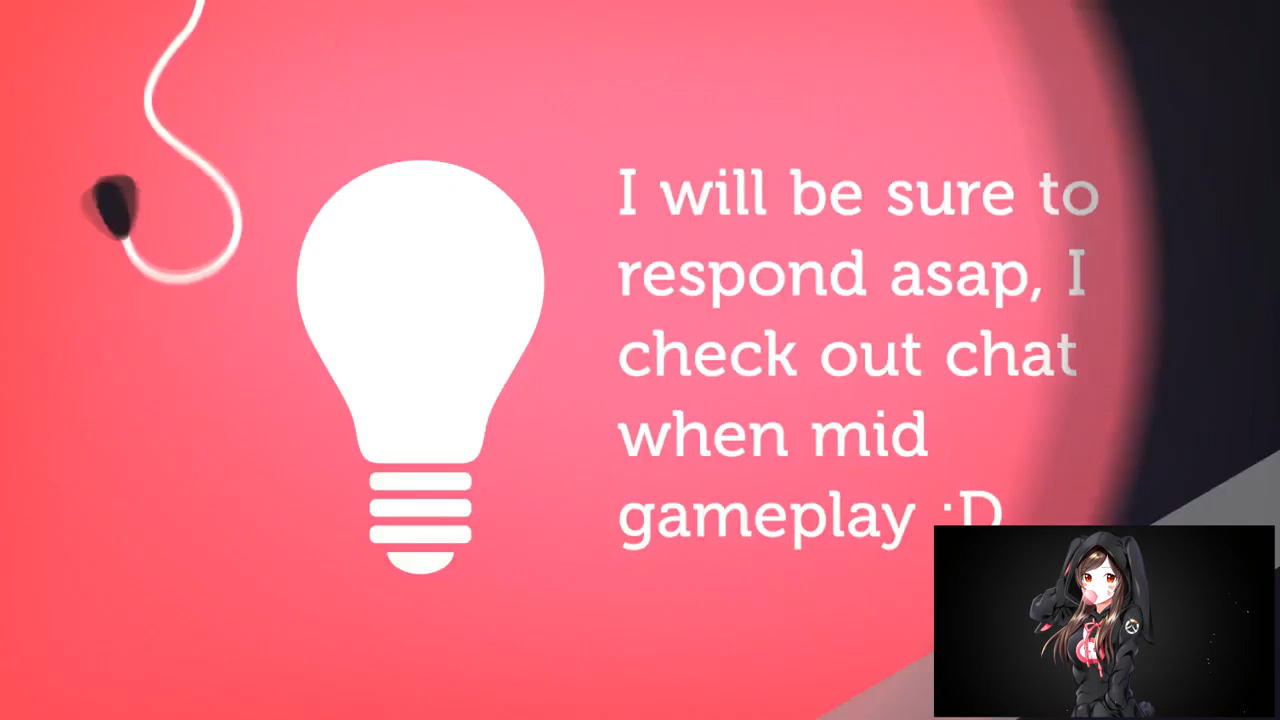 I will be sure to
respond asap, I
check out chat
when mid
gameplay :D